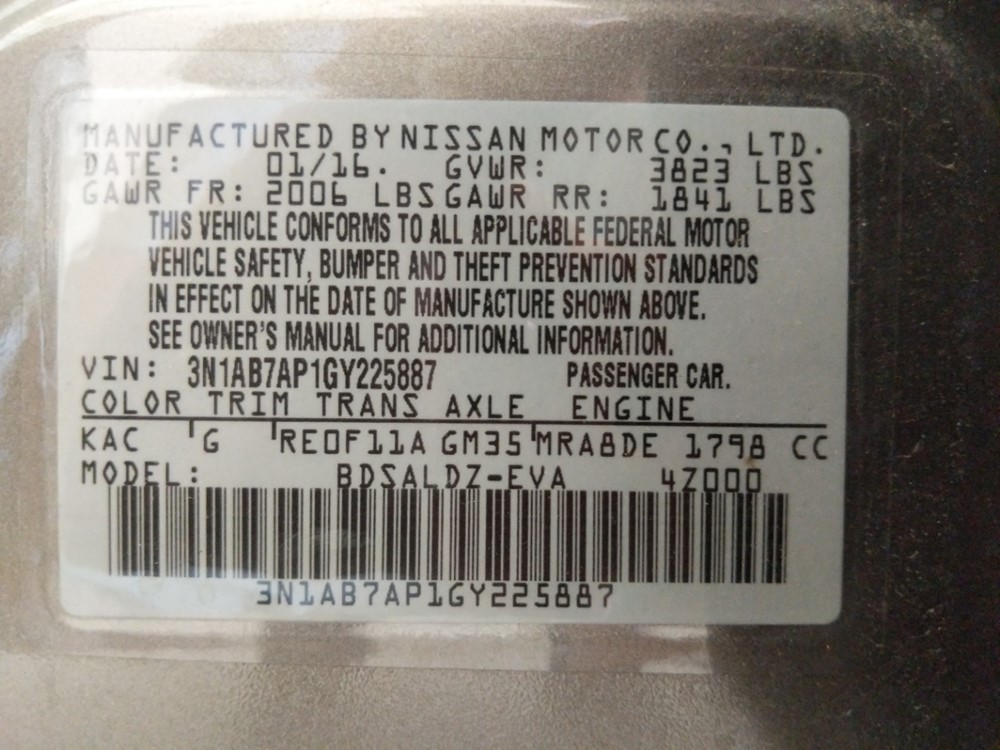 MANUFACTURED BY NISSAN MOTOR CO., LTD.
DATE: 01/16. GVWR: 3823 LBS
GAWR FR: 2006 LBS GAWR RR: 1841 LBS
THIS VEHICLE CONFORMS TO ALL APPLICABLE FEDERAL MOTOR
VEHICLE SAFETY, BUMPER AND THEFT PREVENTION STANDARDS
IN EFFECT ON THE DATE OF MANUFACTURE SHOWN ABOVE.
SEE OWNER'S MANUAL FOR ADDITIONAL INFORMATION.
VIN: 3N1AB7AP1GY225887 PASSENGER CAR.
COLOR TRIM TRANS AXLE ENGINE
KAC G RE0F11A GM35 MRA8DE 1798 CC
MODEL: BDSALDZ-EVA 4Z000
3N1AB7AP1GY225887